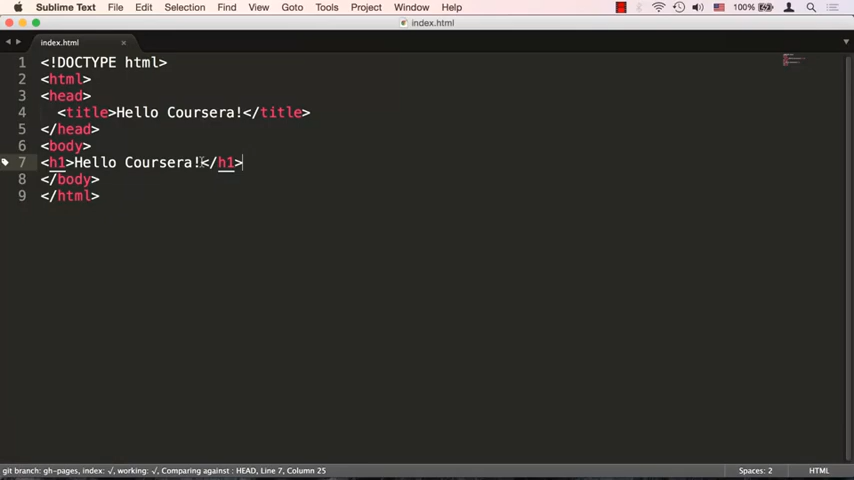 Sublime Text File Edit Selection Find View Goto Tools Project Window Help 100%
index.html
index.html
1 <!DOCTYPE html>
2 <html>
3 <head>
4 <title>Hello Coursera!</title>
5 </head>
6 <body>
7 <h1>Hello Coursera!</h1>
8 </body>
9 </html>
git branch: gh-pages, index: √, working: √, Comparing against : HEAD, Line 7, Column 25 Spaces: 2 HTML